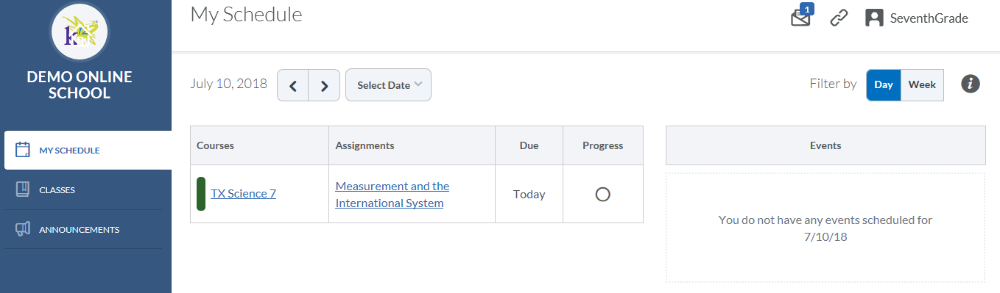 My Schedule
1
SeventhGrade
DEMO ONLINE
SCHOOL
MY SCHEDULE
CLASSES
ANNOUNCEMENTS
July 10, 2018
Select Date
Filter by
Day
Week
Courses
Assignments
Due
Progress
TX Science 7
Measurement and the
International System
Today
Events
You do not have any events scheduled for
7/10/18